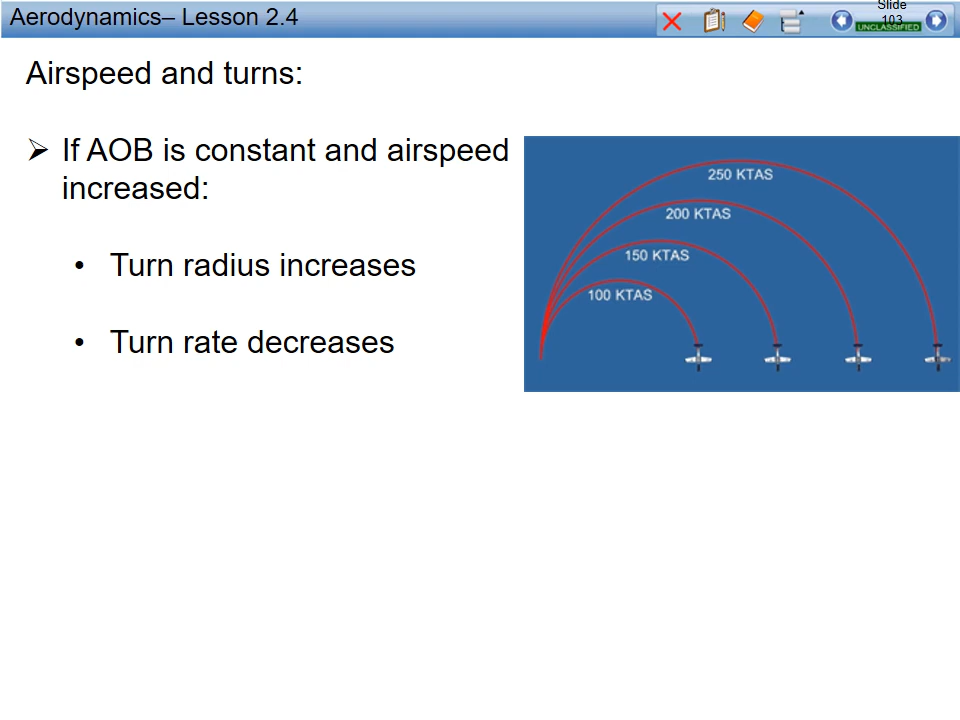 Aerodynamics– Lesson 2.4
Slide
103
UNCLASSIFIED
Airspeed and turns:
➢ If AOB is constant and airspeed
increased:
• Turn radius increases
• Turn rate decreases
250 KTAS
200 KTAS
150 KTAS
100 KTAS